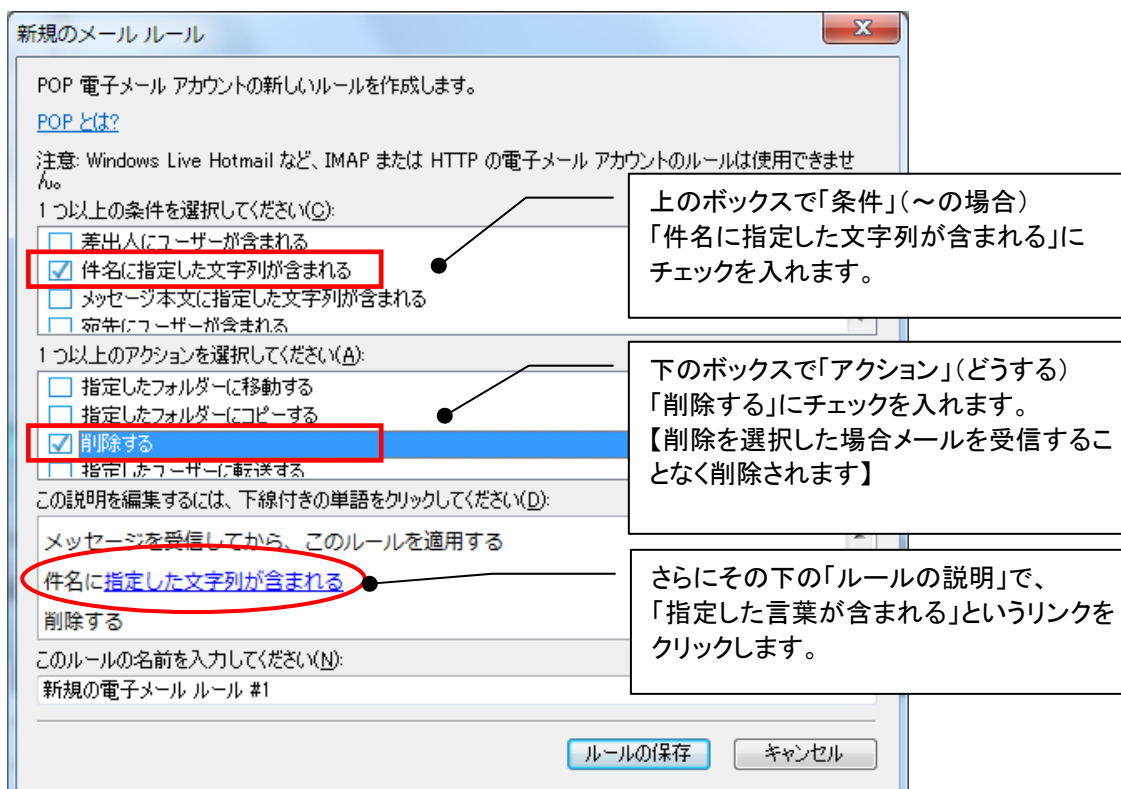 新規のメール ルール
POP 電子メール アカウントの新しいルールを作成します。
POP とは?
注意: Windows Live Hotmail など、IMAP または HTTP の電子メール アカウントのルールは使用できませ
ん。
1 つ以上の条件を選択してください(C):
差出人にユーザーが含まれる
件名に指定した文字列が含まれる
メッセージ本文に指定した文字列が含まれる
宛先にユーザーが含まれる
上のボックスで「条件」(~の場合)
「件名に指定した文字列が含まれる」に
チェックを入れます。
1 つ以上のアクションを選択してください(A):
指定したフォルダーに移動する
指定したフォルダーにコピーする
削除する
指定したユーザーに転送する
下のボックスで「アクション」(どうする)
「削除する」にチェックを入れます。
【削除を選択した場合メールを受信するこ
となく削除されます】
この説明を編集するには、下線付きの単語をクリックしてください(D):
メッセージを受信してから、このルールを適用する
件名に指定した文字列が含まれる
削除する
さらにその下の「ルールの説明」で、
「指定した言葉が含まれる」というリンクを
クリックします。
このルールの名前を入力してください(N):
新規の電子メール ルール #1
ルールの保存
キャンセル